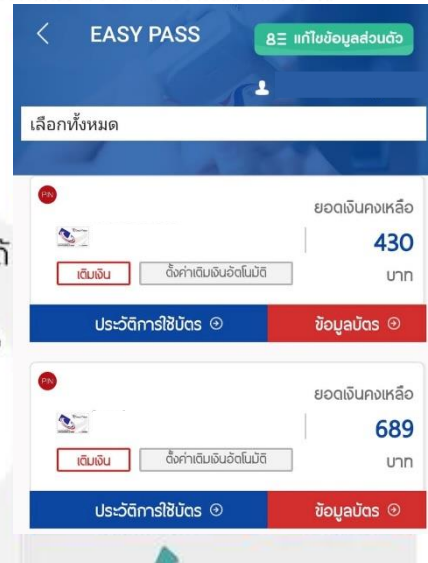 EASY PASS
แก้ไขข้อมูลส่วนตัว
เลือกทั้งหมด
PIN
ยอดเงินคงเหลือ
430
เติมเงิน
ตั้งค่าเติมเงินอัตโนมัติ
บาท
ประวัติการใช้บัตร
ข้อมูลบัตร
PIN
ยอดเงินคงเหลือ
689
เติมเงิน
ตั้งค่าเติมเงินอัตโนมัติ
บาท
ประวัติการใช้บัตร
ข้อมูลบัตร